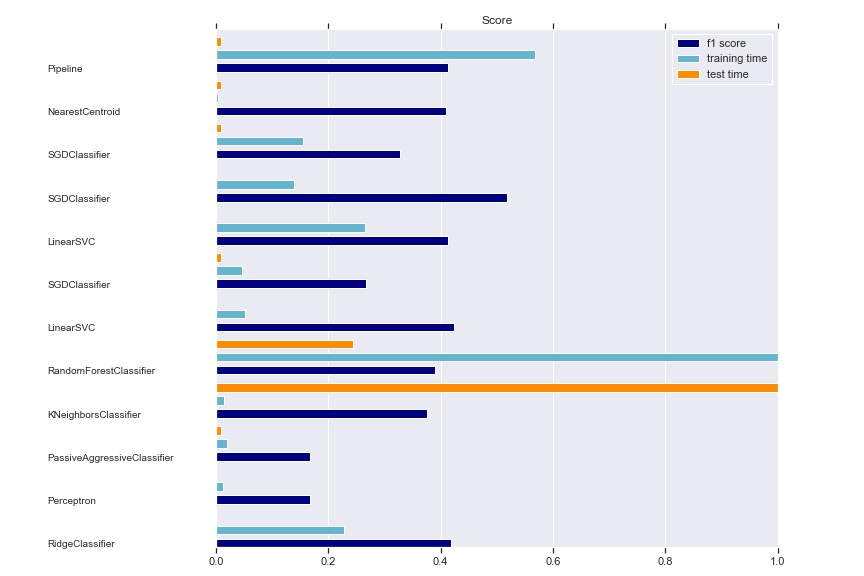 Score
f1 score
training time
test time
Pipeline
NearestCentroid
SGDClassifier
SGDClassifier
LinearSVC
SGDClassifier
LinearSVC
RandomForestClassifier
KNeighborsClassifier
PassiveAggressiveClassifier
Perceptron
RidgeClassifier
0.0 0.2 0.4 0.6 0.8 1.0